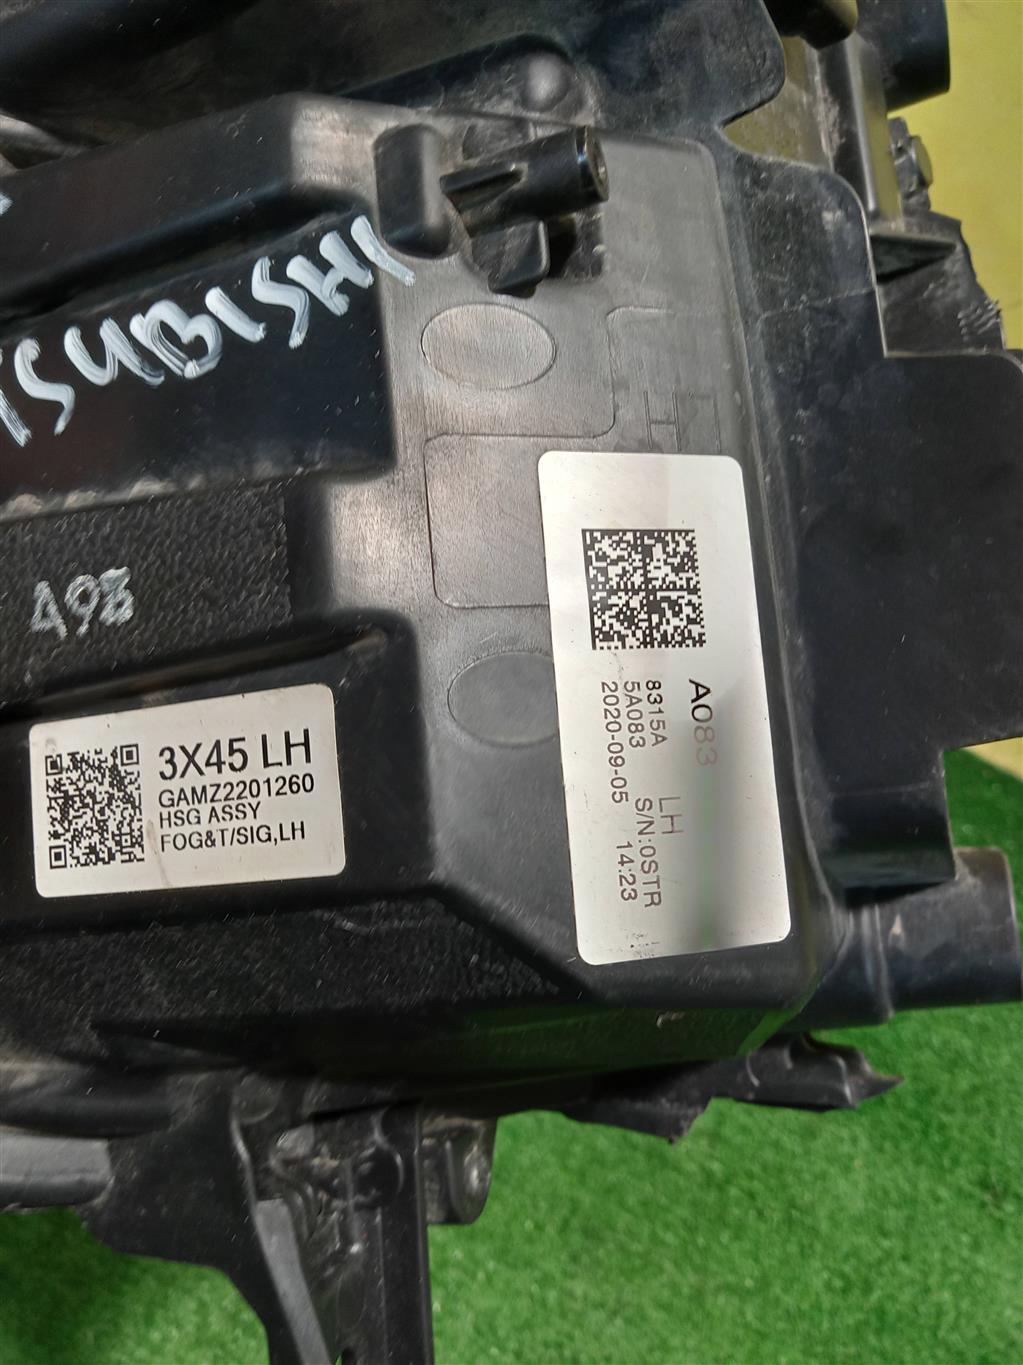 TSUBISHI
A98
3X45 LH
GAMZ2201260
HSG ASSY
FOG&T/SIG,LH
A083
8315A LH
5A083 S/N:0STR
2020-09-05 14:23